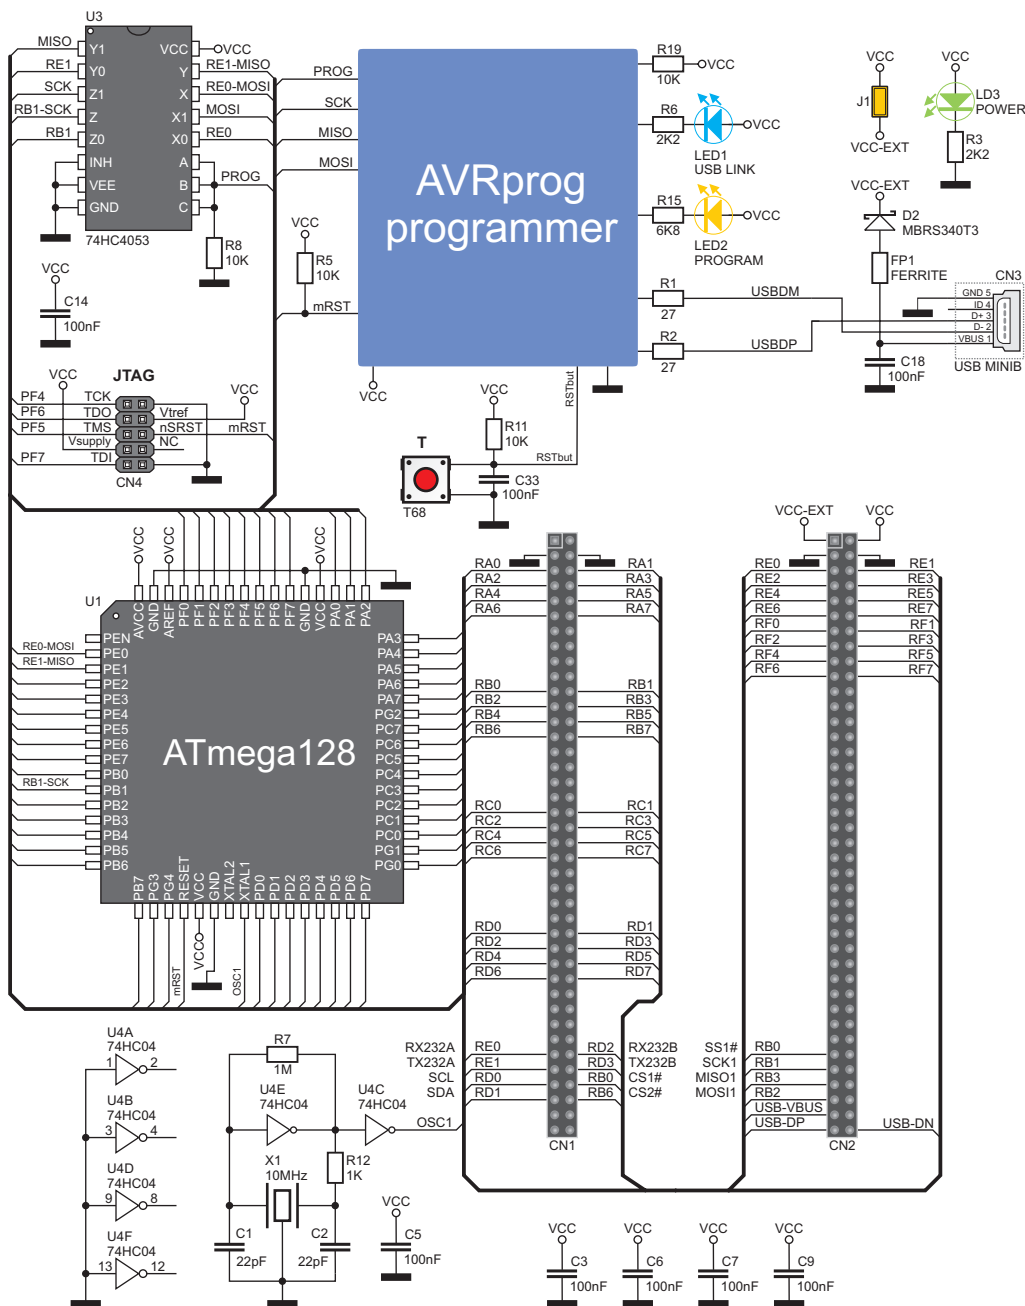 U3
MISO Y1 VCC VCC
RE1 Y0 Y RE1-MISO
SCK Z1 X RE0-MOSI
RB1-SCK Z X1 MOSI
RB1 Z0 X0 RE0
INH A
VEE B PROG
GND C
74HC4053
R8
10K
VCC
C14
100nF
VCC
R5
10K
mRST
PROG
SCK
MISO
MOSI
AVRprog
programmer
VCC
R19
10K
VCC
R6
2K2
VCC
LED1
USB LINK
R15
6K8
VCC
LED2
PROGRAM
R1
27
USBDM
R2
27
USBDP
RSTbut
VCC
J1
VCC-EXT
VCC
LD3
POWER
R3
2K2
VCC-EXT
D2
MBRS340T3
FP1
FERRITE
CN3
GND 5
ID 4
D+ 3
D- 2
VBUS 1
USB MINIB
C18
100nF
VCC
JTAG
VCC
PF4 TCK
PF6 TDO Vtref
PF5 TMS nSRST mRST
Vsupply NC
PF7 TDI
CN4
VCC
R11
10K
RSTbut
T
T68
C33
100nF
VCC
VCC
VCC
U1
AVCC
GND
AREF
PF0
PF1
PF2
PF3
PF4
PF5
PF6
PF7
GND
VCC
PA0
PA1
PA2
PEN
RE0-MOSI PE0
RE1-MISO PE1
PE2
PE3
PE4
PE5
PE6
PE7
PB0
RB1-SCK PB1
PB2
PB3
PB4
PB5
PB6
ATmega128
PA3
PA4
PA5
PA6
PA7
PG2
PC7
PC6
PC5
PC4
PC3
PC2
PC1
PC0
PG1
PG0
PB7
PG3
PG4
RESET
VCC
GND
XTAL2
XTAL1
PD0
PD1
PD2
PD3
PD4
PD5
PD6
PD7
mRST
VCC
OSC1
RA0 RA1
RA2 RA3
RA4 RA5
RA6 RA7
RB0 RB1
RB2 RB3
RB4 RB5
RB6 RB7
RC0 RC1
RC2 RC3
RC4 RC5
RC6 RC7
RD0 RD1
RD2 RD3
RD4 RD5
RD6 RD7
RX232A RE0 RD2 RX232B
TX232A RE1 RD3 TX232B
SCL RD0 RB0 CS1#
SDA RD1 RB6 CS2#
CN1
VCC-EXT VCC
RE0 RE1
RE2 RE3
RE4 RE5
RE6 RE7
RF0 RF1
RF2 RF3
RF4 RF5
RF6 RF7
SS1# RB0
SCK1 RB1
MISO1 RB3
MOSI1 RB2
USB-VBUS
USB-DP USB-DN
CN2
U4A
74HC04
1 2
U4B
74HC04
3 4
U4D
74HC04
9 8
U4F
74HC04
13 12
R7
1M
U4E
74HC04
U4C
74HC04
OSC1
X1
10MHz
R12
1K
C1
22pF
C2
22pF
VCC
C5
100nF
VCC
C3
100nF
VCC
C6
100nF
VCC
C7
100nF
VCC
C9
100nF